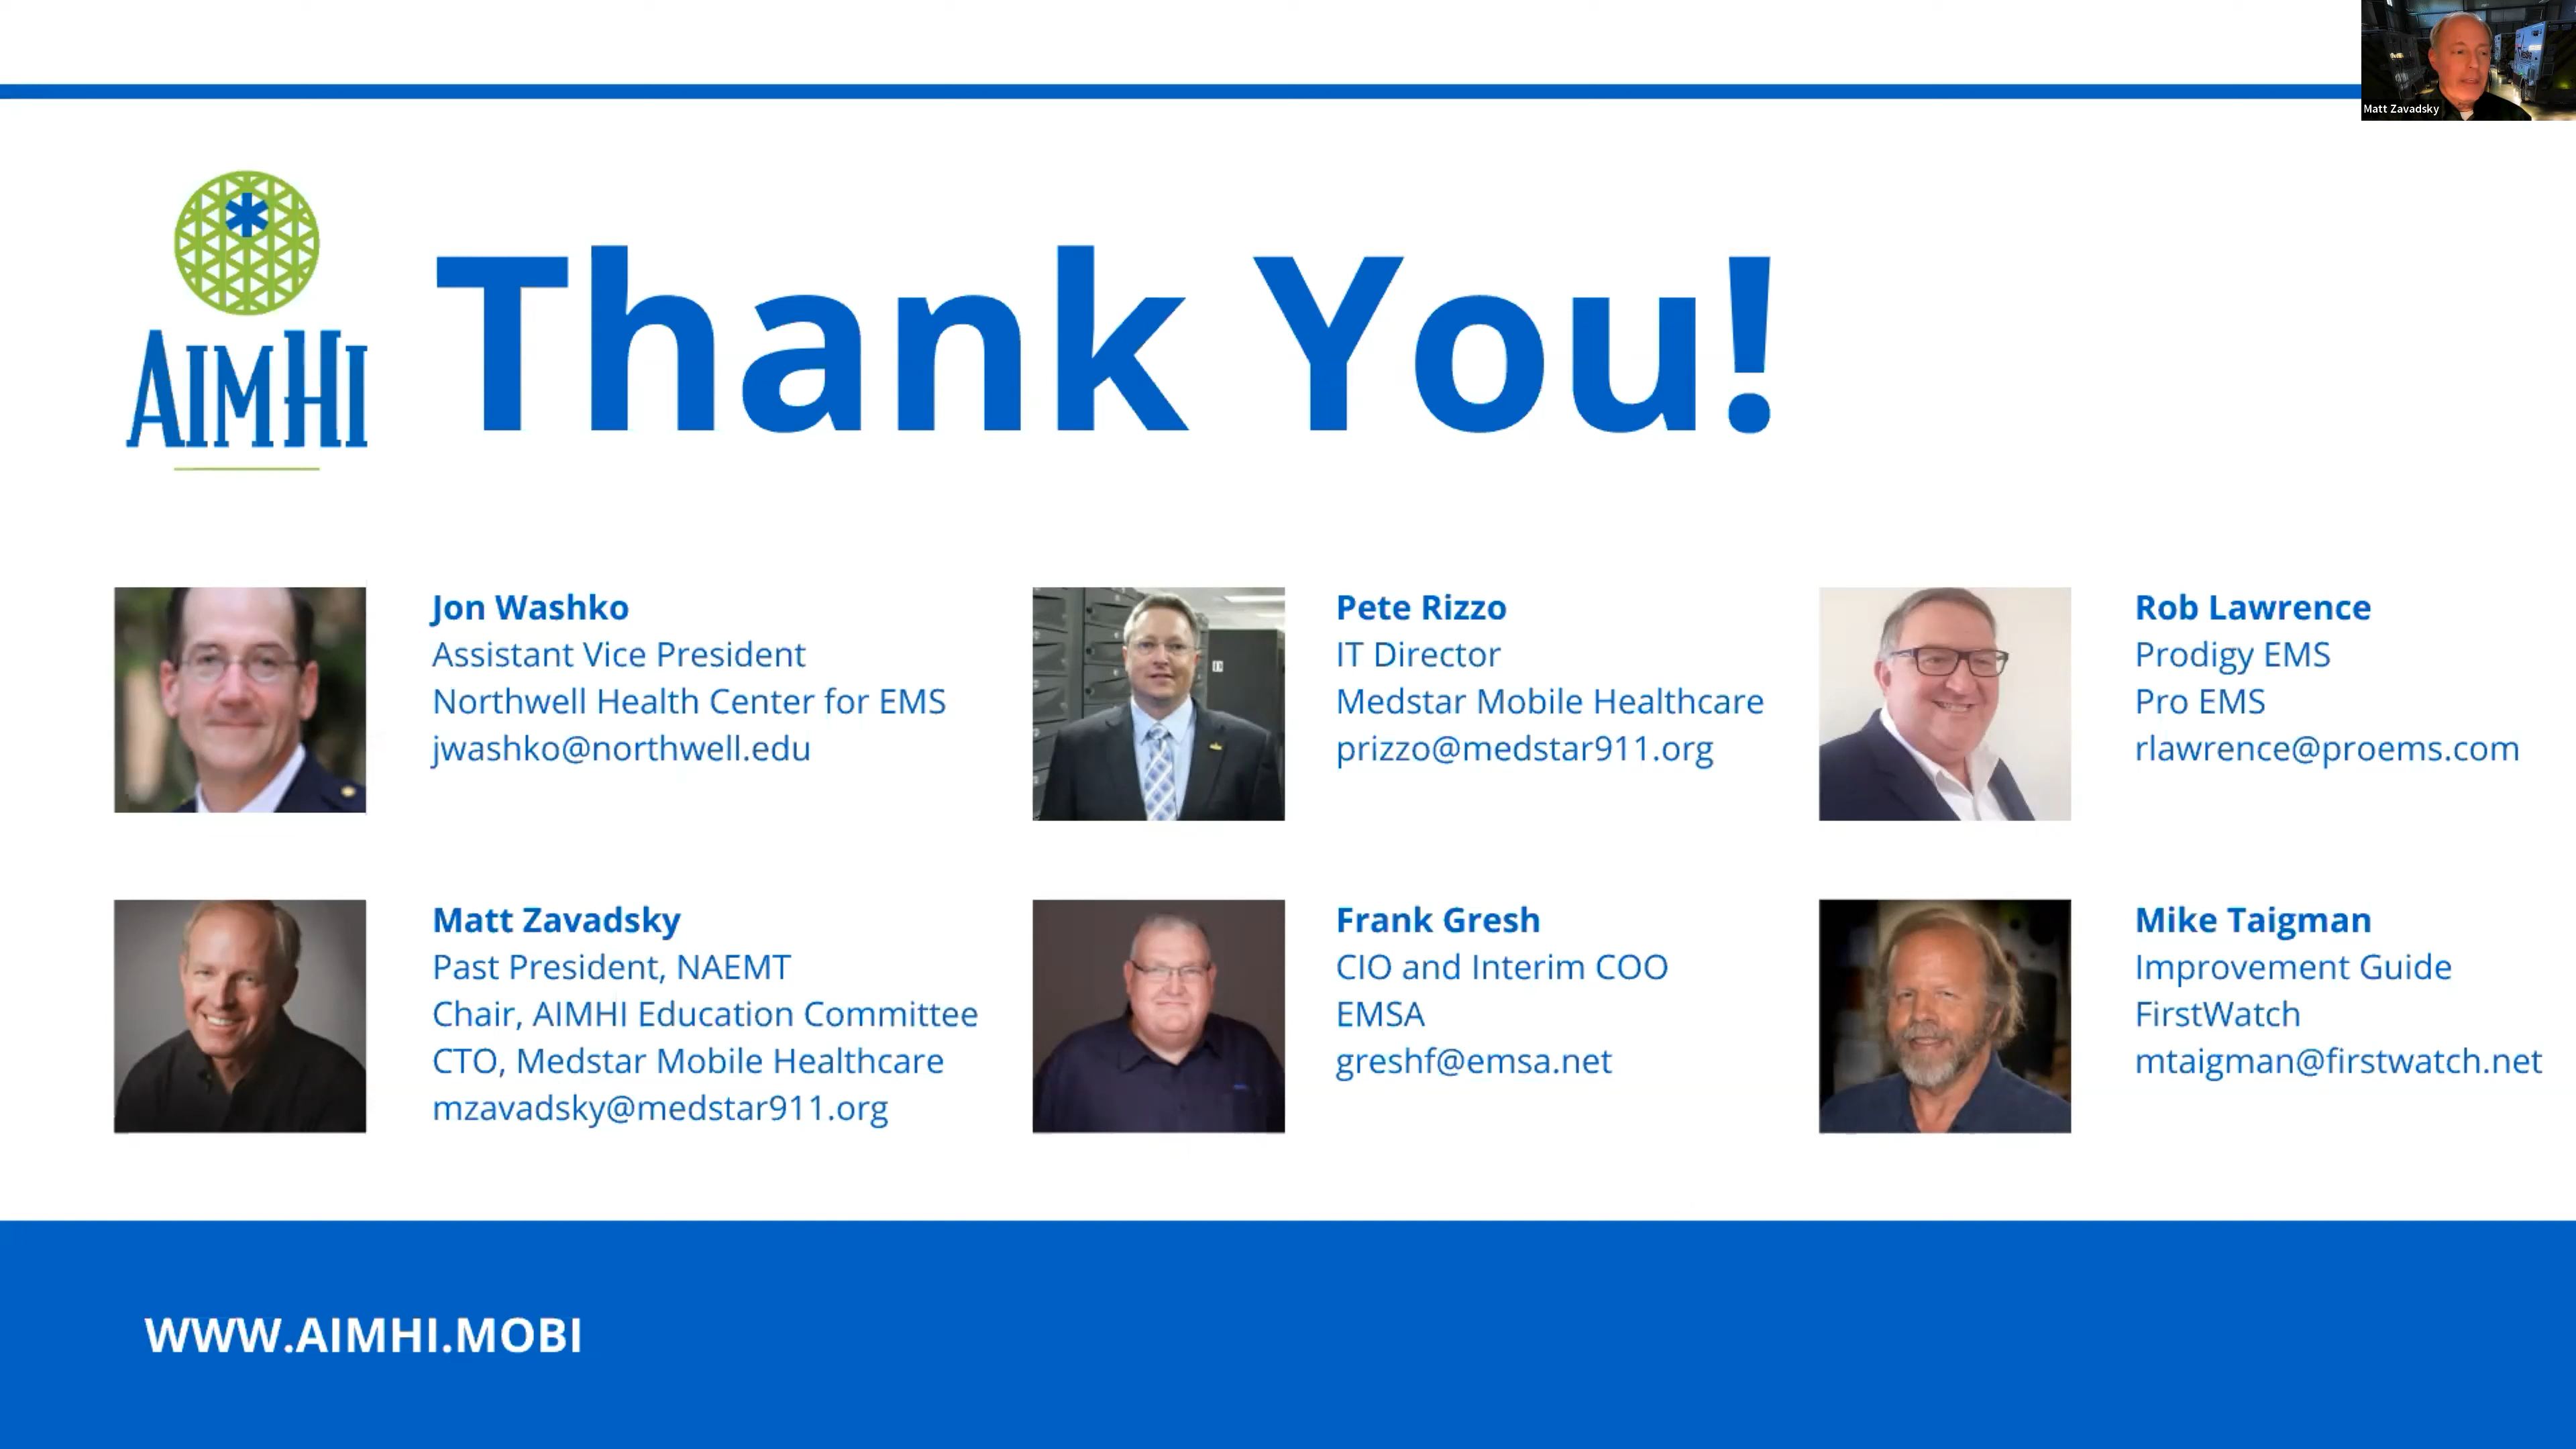 Matt Zavadsky
AIMHI
Thank You!
Jon Washko
Assistant Vice President
Northwell Health Center for EMS
jwashko@northwell.edu
Pete Rizzo
IT Director
Medstar Mobile Healthcare
prizzo@medstar911.org
Rob Lawrence
Prodigy EMS
Pro EMS
rlawrence@proems.com
Matt Zavadsky
Past President, NAEMT
Chair, AIMHI Education Committee
CTO, Medstar Mobile Healthcare
mzavadsky@medstar911.org
Frank Gresh
CIO and Interim COO
EMSA
greshf@emsa.net
Mike Taigman
Improvement Guide
FirstWatch
mtaigman@firstwatch.net
WWW.AIMHI.MOBI